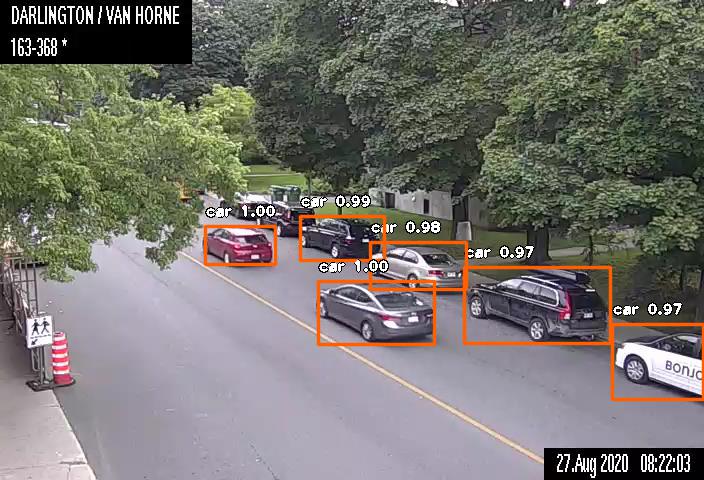 DARLINGTON / VAN HORNE
163-368 *
car 1.00
car 0.99
car 0.98
car 1.00
car 0.97
car 0.97
BONJO
27.Aug 2020 08:22:03